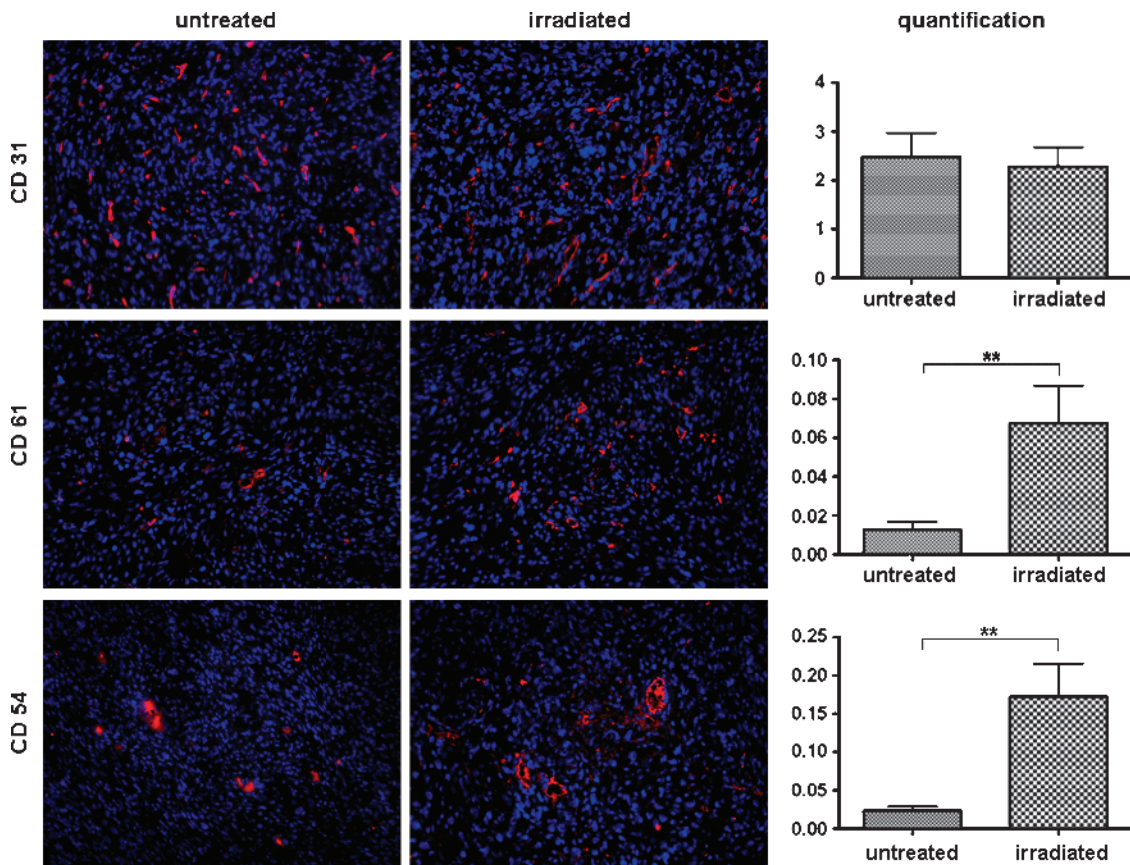 untreated irradiated quantification
CD 31
4
3
2
1
0
untreated irradiated
CD 61
**
0.10
0.08
0.06
0.04
0.02
0.00
untreated irradiated
CD 54
**
0.25
0.20
0.15
0.10
0.05
0.00
untreated irradiated